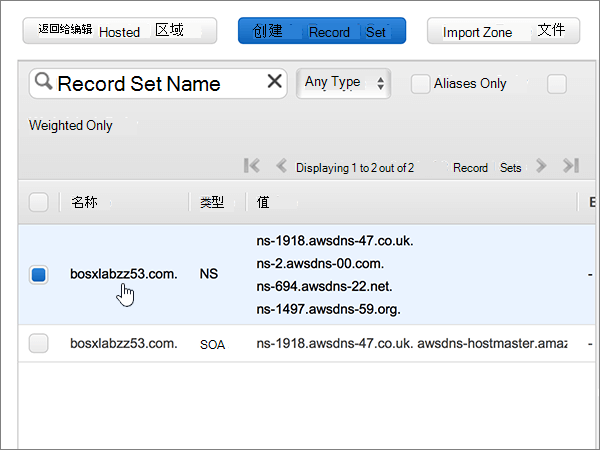 返回给编辑 Hosted 区域 创建 Record Set Import Zone 文件
Record Set Name Any Type Aliases Only
Weighted Only
Displaying 1 to 2 out of 2 Record Sets
名称 类型 值 E
ns-1918.awsdns-47.co.uk.
ns-2.awsdns-00.com.
bosxlabzz53.com. NS -
ns-694.awsdns-22.net.
ns-1497.awsdns-59.org.
bosxlabzz53.com. SOA ns-1918.awsdns-47.co.uk. awsdns-hostmaster.amaz -